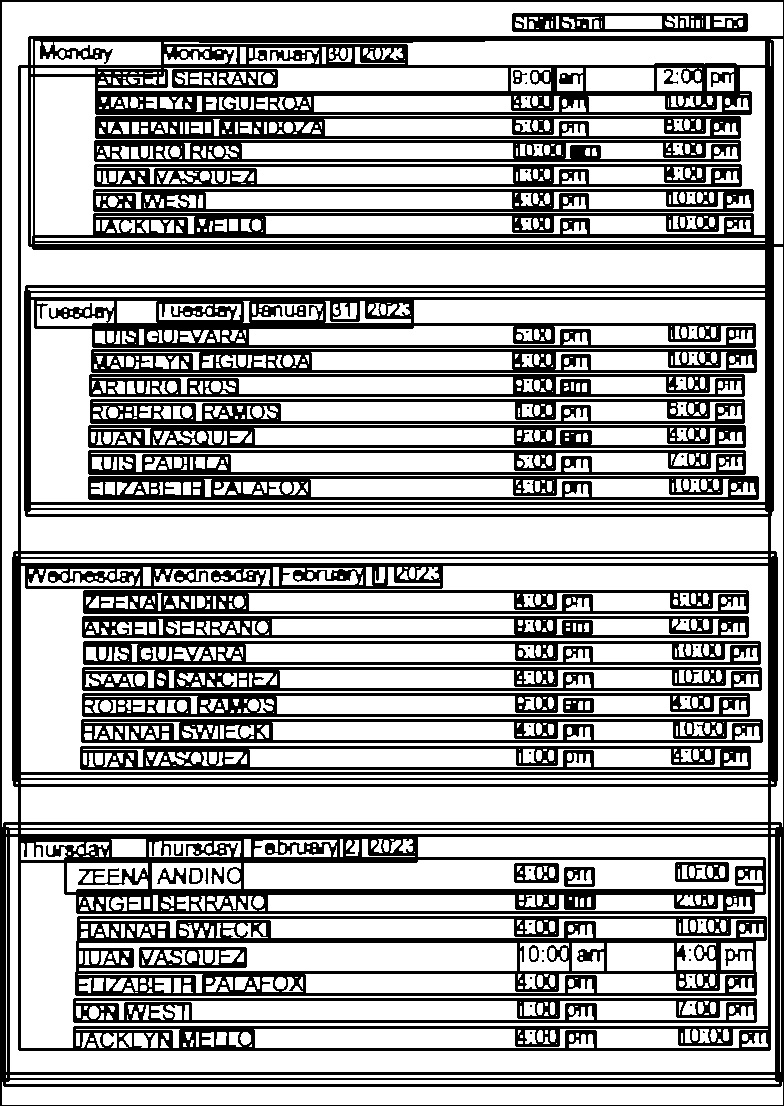 Shift Start Shift End
Monday Monday, January 30, 2023
ANGEL SERRANO 9:00 am 2:00 pm
MADELYN FIGUEROA 4:00 pm 10:00 pm
NATHANIEL MENDOZA 5:00 pm 8:00 pm
ARTURO RIOS 10:00 am 4:00 pm
JUAN VASQUEZ 1:00 pm 4:00 pm
JON WEST 4:00 pm 10:00 pm
JACKLYN MELLO 4:00 pm 10:00 pm
Tuesday Tuesday, January 31, 2023
LUIS GUEVARA 5:00 pm 10:00 pm
MADELYN FIGUEROA 4:00 pm 10:00 pm
ARTURO RIOS 9:00 am 4:00 pm
ROBERTO RAMOS 1:00 pm 8:00 pm
JUAN VASQUEZ 9:00 am 4:00 pm
LUIS PADILLA 5:00 pm 7:00 pm
ELIZABETH PALAFOX 4:00 pm 10:00 pm
Wednesday Wednesday, February 1, 2023
ZEENA ANDINO 4:00 pm 8:00 pm
ANGEL SERRANO 9:00 am 2:00 pm
LUIS GUEVARA 5:00 pm 10:00 pm
ISAAC S SANCHEZ 4:00 pm 10:00 pm
ROBERTO RAMOS 9:00 am 4:00 pm
HANNAH SWIECKI 4:00 pm 10:00 pm
JUAN VASQUEZ 1:00 pm 4:00 pm
Thursday Thursday, February 2, 2023
ZEENA ANDINO 4:00 pm 10:00 pm
ANGEL SERRANO 9:00 am 2:00 pm
HANNAH SWIECKI 4:00 pm 10:00 pm
JUAN VASQUEZ 10:00 am 4:00 pm
ELIZABETH PALAFOX 4:00 pm 8:00 pm
JON WEST 1:00 pm 7:00 pm
JACKLYN MELLO 4:00 pm 10:00 pm